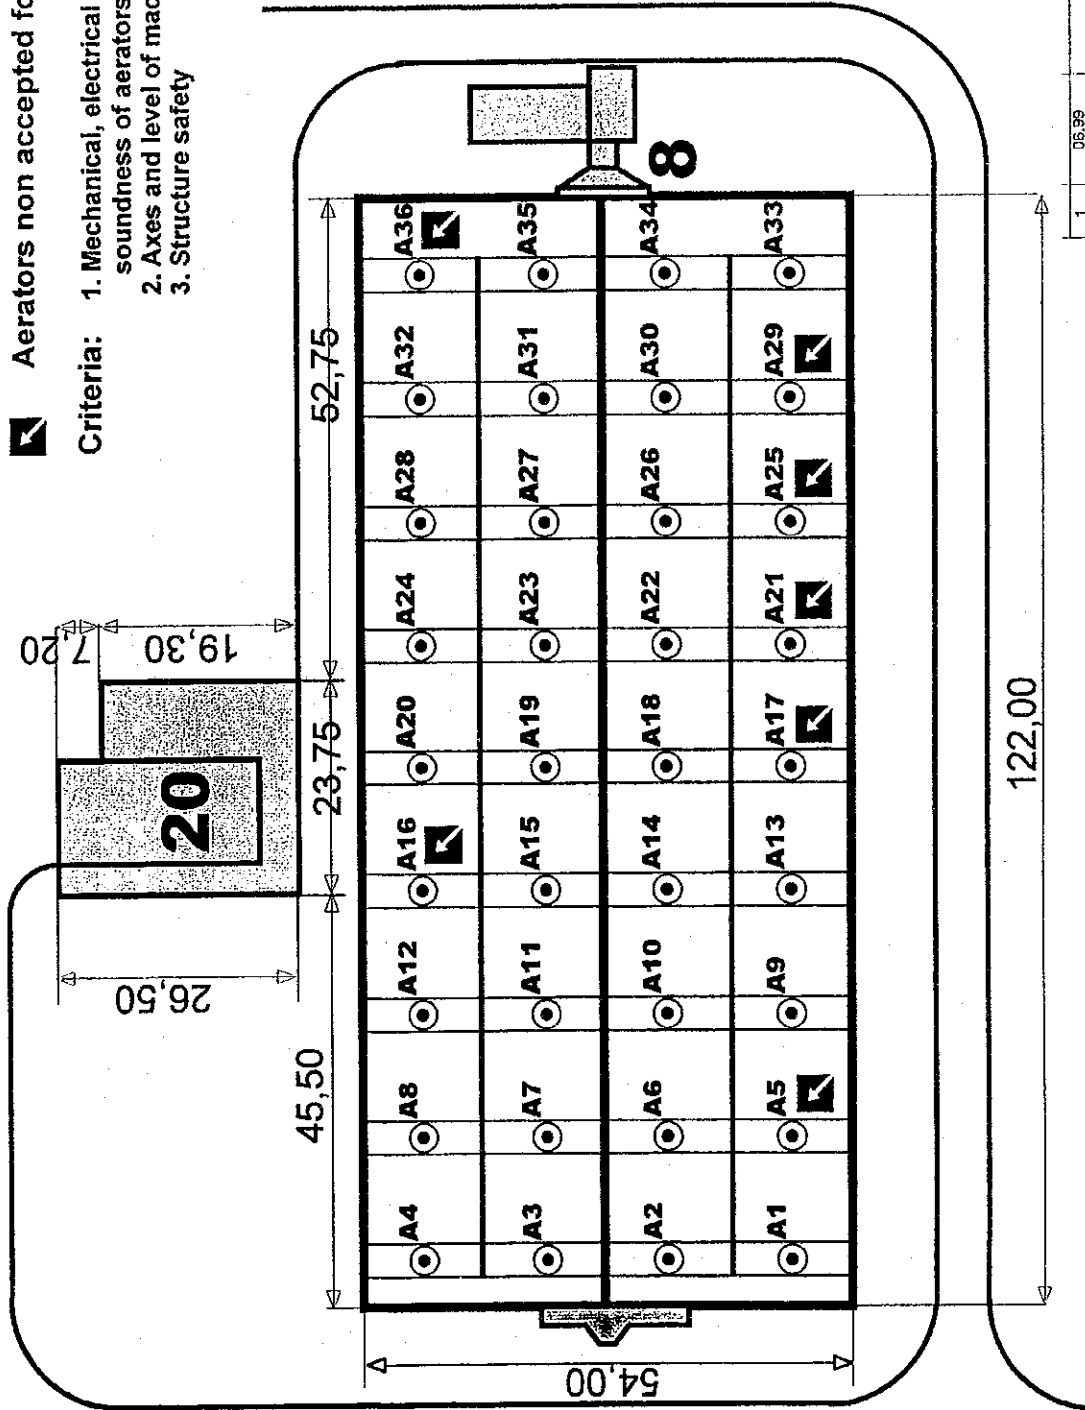 Aerators non accepted fo
Criteria: 1. Mechanical, electrical
soundness of aerators
2. Axes and level of mac
3. Structure safety
7,20
19,30
26,50
20
45,50
23,75
52,75
A4 A8 A12 A16 A20 A24 A28 A32 A36
A3 A7 A11 A15 A19 A23 A27 A31 A35
A2 A6 A10 A14 A18 A22 A26 A30 A34
A1 A5 A9 A13 A17 A21 A25 A29 A33
8
54,00
122,00
1 06.99